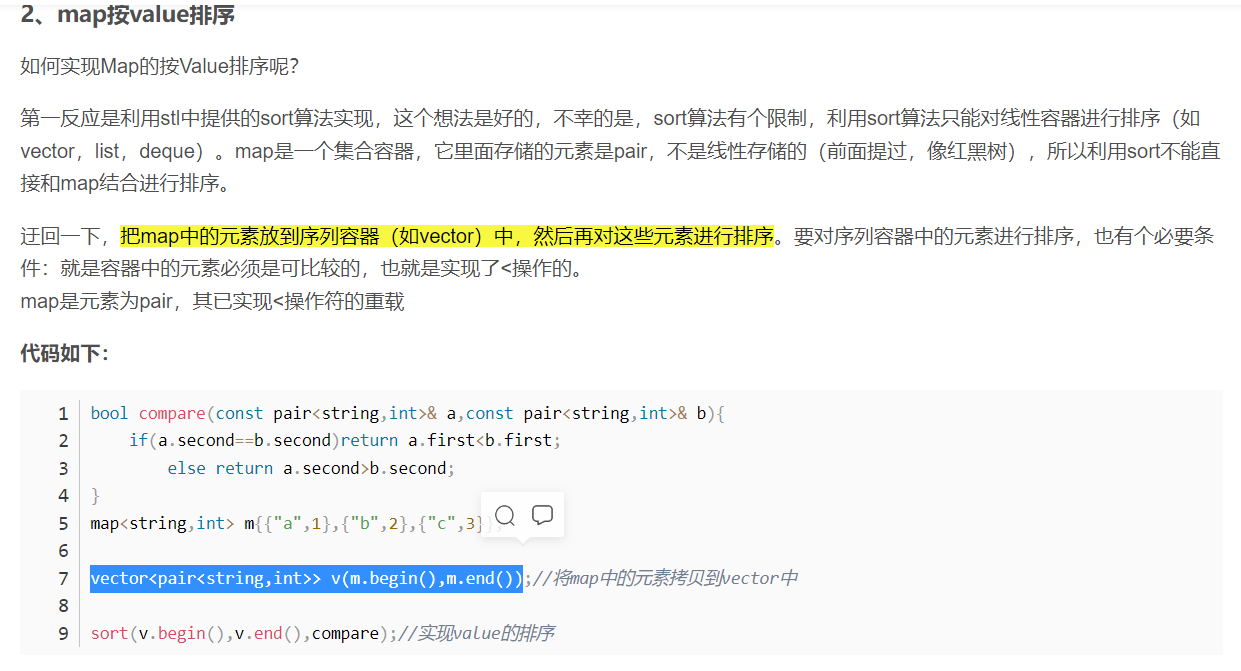 2、map按value排序
如何实现Map的按Value排序呢？
第一反应是利用stl中提供的sort算法实现，这个想法是好的，不幸的是，sort算法有个限制，利用sort算法只能对线性容器进行排序（如
vector，list，deque）。map是一个集合容器，它里面存储的元素是pair，不是线性存储的（前面提过，像红黑树），所以利用sort不能直
接和map结合进行排序。
迂回一下，把map中的元素放到序列容器（如vector）中，然后再对这些元素进行排序。要对序列容器中的元素进行排序，也有个必要条
件：就是容器中的元素必须是可比较的，也就是实现了<操作的。
map是元素为pair，其已实现<操作符的重载
代码如下：
1 bool compare(const pair<string,int>& a,const pair<string,int>& b){
2 if(a.second==b.second)return a.first<b.first;
3 else return a.second>b.second;
4 }
5 map<string,int> m{{"a",1},{"b",2},{"c",3}
6
7 vector<pair<string,int>> v(m.begin(),m.end());//将map中的元素拷贝到vector中
8
9 sort(v.begin(),v.end(),compare);//实现value的排序